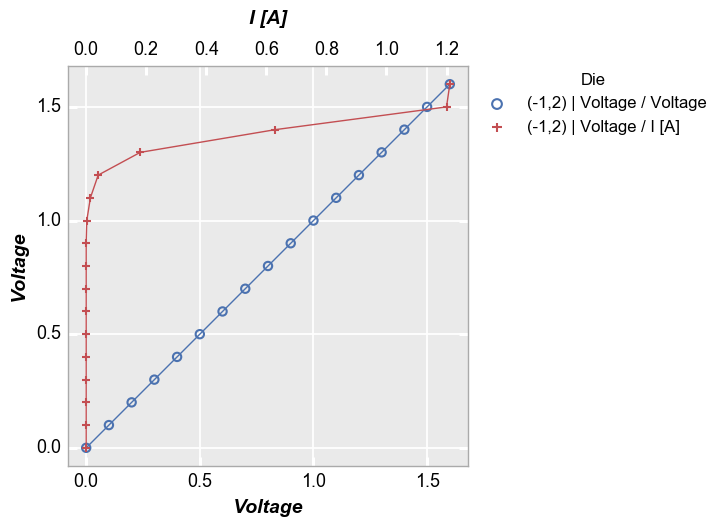 I [A]
0.0 0.2 0.4 0.6 0.8 1.0 1.2
Die
(-1,2) | Voltage / Voltage
(-1,2) | Voltage / I [A]
Voltage
1.5
1.0
0.5
0.0
0.0 0.5 1.0 1.5
Voltage